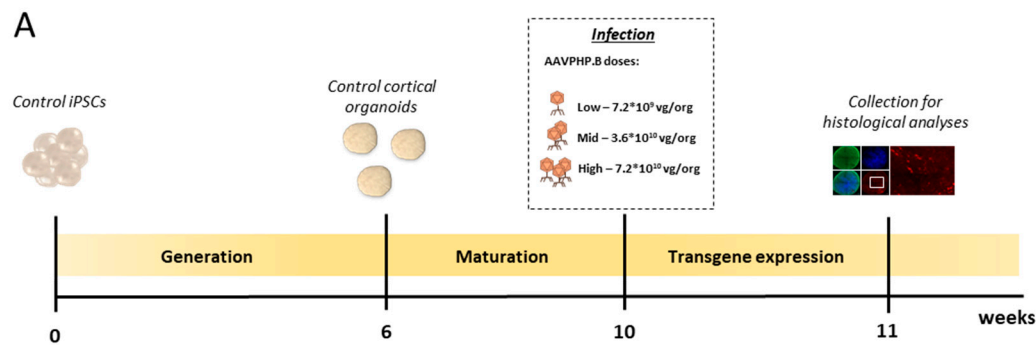 A
Infection
AAVPHP.B doses:
Low – 7.2*10⁹ vg/org
Mid – 3.6*10¹⁰ vg/org
High – 7.2*10¹⁰ vg/org
Control iPSCs
Control cortical
organoids
Collection for
histological analyses
Generation
Maturation
Transgene expression
0
6
10
11
weeks